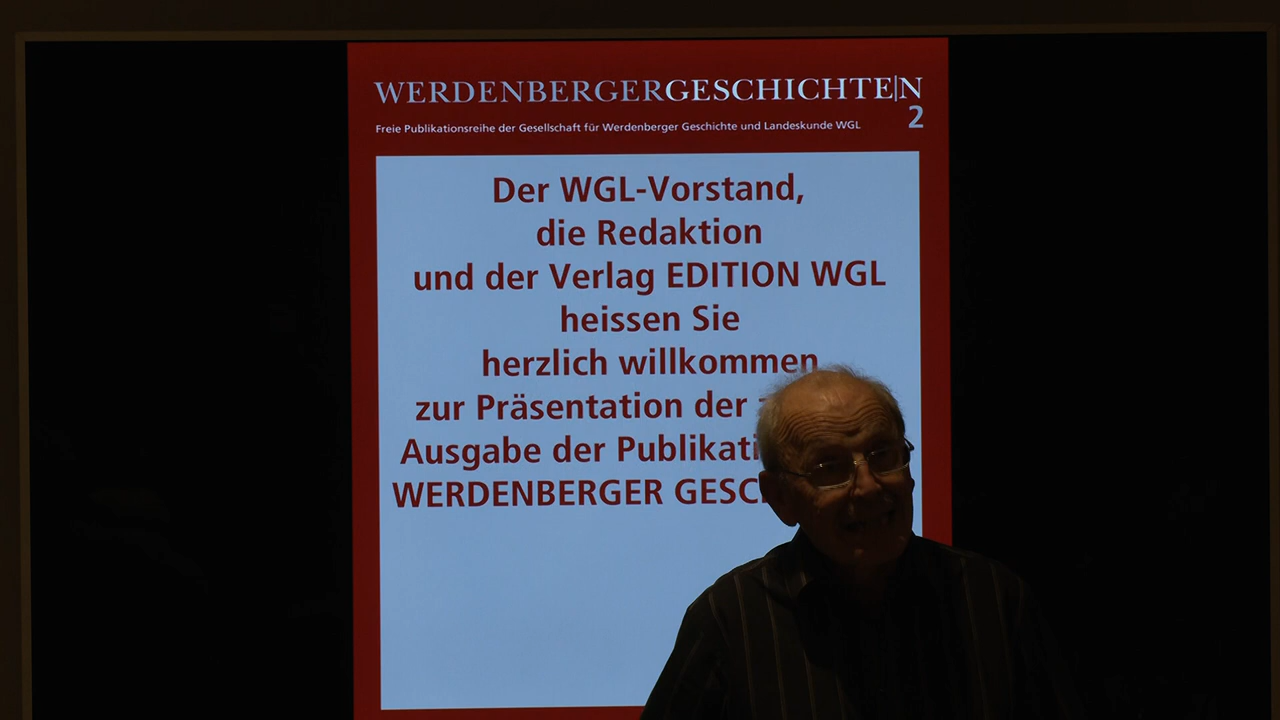 WERDENBERGERGESCHICHTE|N
2
Freie Publikationsreihe der Gesellschaft für Werdenberger Geschichte und Landeskunde WGL
Der WGL-Vorstand,
die Redaktion
und der Verlag EDITION WGL
heissen Sie
herzlich willkommen
zur Präsentation der
Ausgabe der
WERDENBERGER